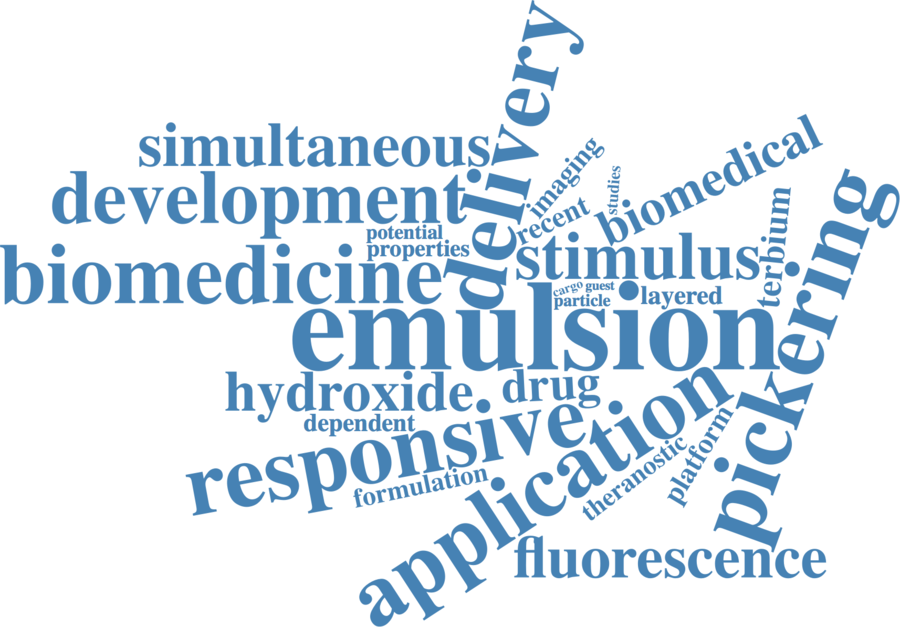 delivery
simultaneous
imaging
studies
biomedical
development
recent
potential
properties
stimulus
terbium
pickering
biomedicine
cargo
guest
particle
layered
emulsion
hydroxide
drug
dependent
responsive
application
formulation
theranostic
platform
fluorescence